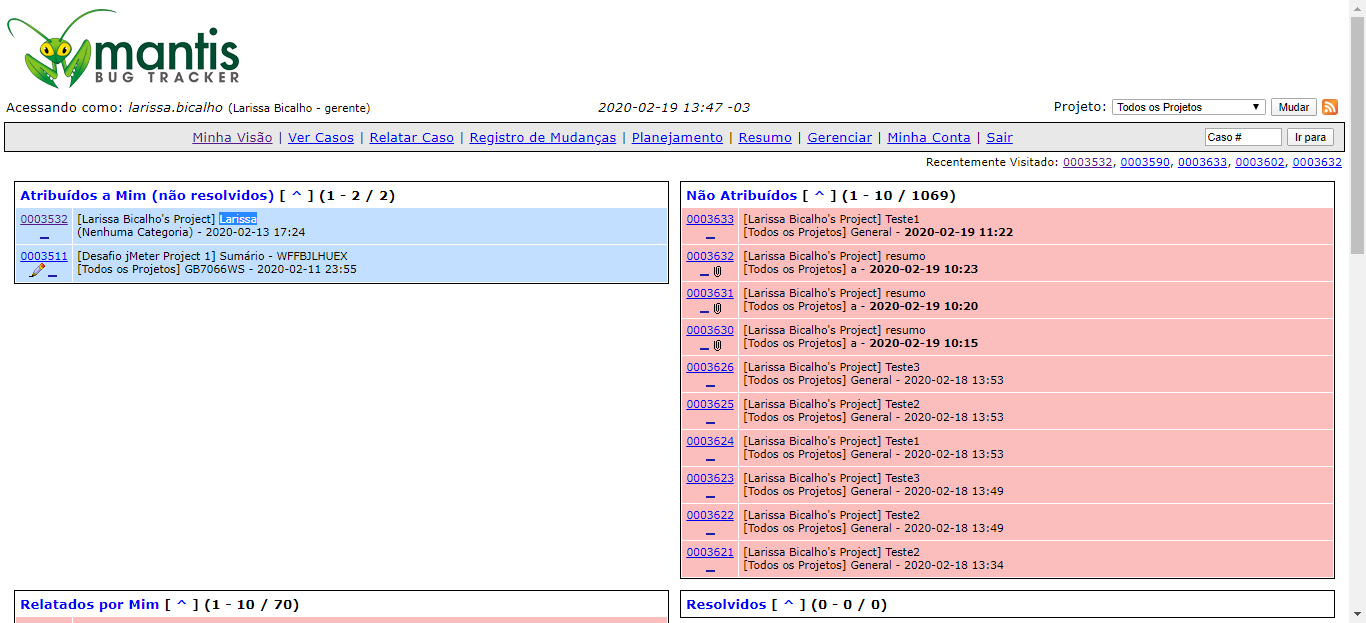 mantis
BUG TRACKER
Acessando como: larissa.bicalho (Larissa Bicalho - gerente)
2020-02-19 13:47 -03
Projeto: Todos os Projetos Mudar
Minha Visão | Ver Casos | Relatar Caso | Registro de Mudanças | Planejamento | Resumo | Gerenciar | Minha Conta | Sair
Caso # Ir para
Recentemente Visitado: 0003532, 0003590, 0003633, 0003602, 0003632
Atribuídos a Mim (não resolvidos) [ ^ ] (1 - 2 / 2)
0003532 [Larissa Bicalho's Project] Larissa
(Nenhuma Categoria) - 2020-02-13 17:24
0003511 [Desafio jMeter Project 1] Sumário - WFFBJLHUEX
[Todos os Projetos] GB7066WS - 2020-02-11 23:55
Não Atribuídos [ ^ ] (1 - 10 / 1069)
0003633 [Larissa Bicalho's Project] Teste1
[Todos os Projetos] General - 2020-02-19 11:22
0003632 [Larissa Bicalho's Project] resumo
[Todos os Projetos] a - 2020-02-19 10:23
0003631 [Larissa Bicalho's Project] resumo
[Todos os Projetos] a - 2020-02-19 10:20
0003630 [Larissa Bicalho's Project] resumo
[Todos os Projetos] a - 2020-02-19 10:15
0003626 [Larissa Bicalho's Project] Teste3
[Todos os Projetos] General - 2020-02-18 13:53
0003625 [Larissa Bicalho's Project] Teste2
[Todos os Projetos] General - 2020-02-18 13:53
0003624 [Larissa Bicalho's Project] Teste1
[Todos os Projetos] General - 2020-02-18 13:53
0003623 [Larissa Bicalho's Project] Teste3
[Todos os Projetos] General - 2020-02-18 13:49
0003622 [Larissa Bicalho's Project] Teste2
[Todos os Projetos] General - 2020-02-18 13:49
0003621 [Larissa Bicalho's Project] Teste2
[Todos os Projetos] General - 2020-02-18 13:34
Relatados por Mim [ ^ ] (1 - 10 / 70)
Resolvidos [ ^ ] (0 - 0 / 0)